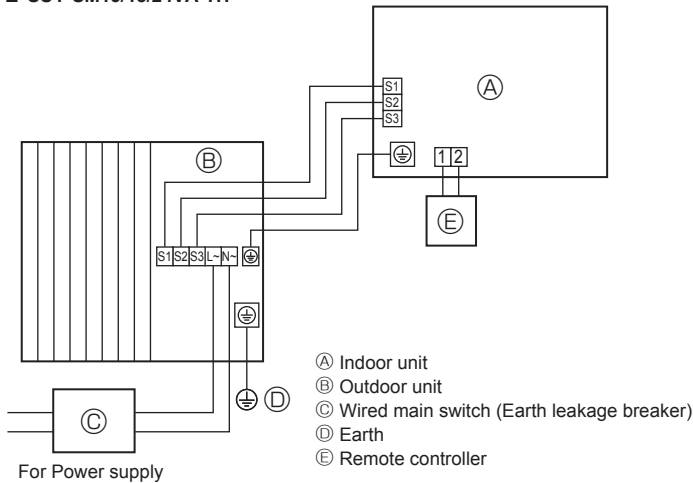 S1
S2
S3
Ⓐ
1 2
Ⓔ
Ⓑ
S1 S2 S3 L~ N~
Ⓓ
Ⓒ
For Power supply
Ⓐ Indoor unit
Ⓑ Outdoor unit
Ⓒ Wired main switch (Earth leakage breaker)
Ⓓ Earth
Ⓔ Remote controller